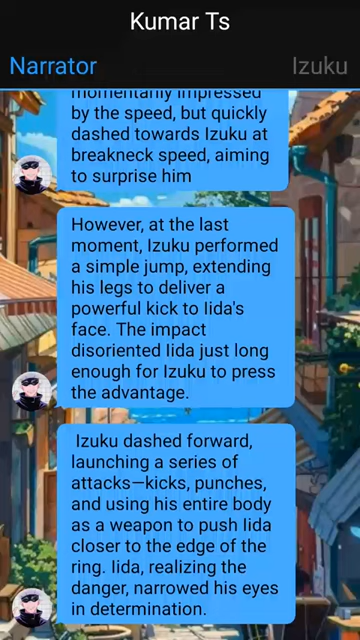 Kumar Ts
Narrator
Izuku
momentarily impressed
by the speed, but quickly
dashed towards Izuku at
breakneck speed, aiming
to surprise him
However, at the last
moment, Izuku performed
a simple jump, extending
his legs to deliver a
powerful kick to Iida's
face. The impact
disoriented Iida just long
enough for Izuku to press
the advantage.
Izuku dashed forward,
launching a series of
attacks—kicks, punches,
and using his entire body
as a weapon to push Iida
closer to the edge of the
ring. Iida, realizing the
danger, narrowed his eyes
in determination.